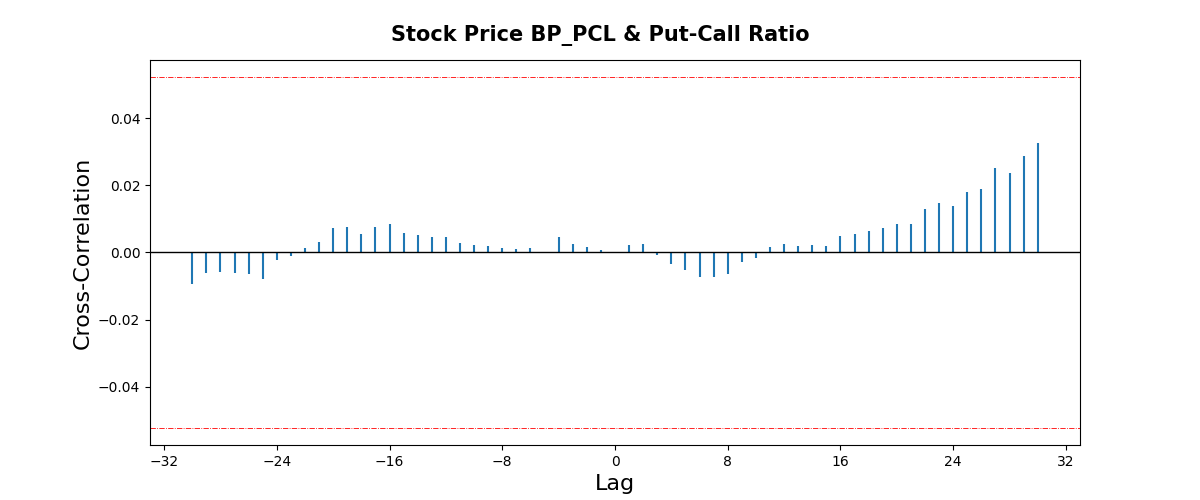 Stock Price BP_PCL & Put-Call Ratio
Cross-Correlation
0.04
0.02
0.00
−0.02
−0.04
−32 −24 −16 −8 0 8 16 24 32
Lag